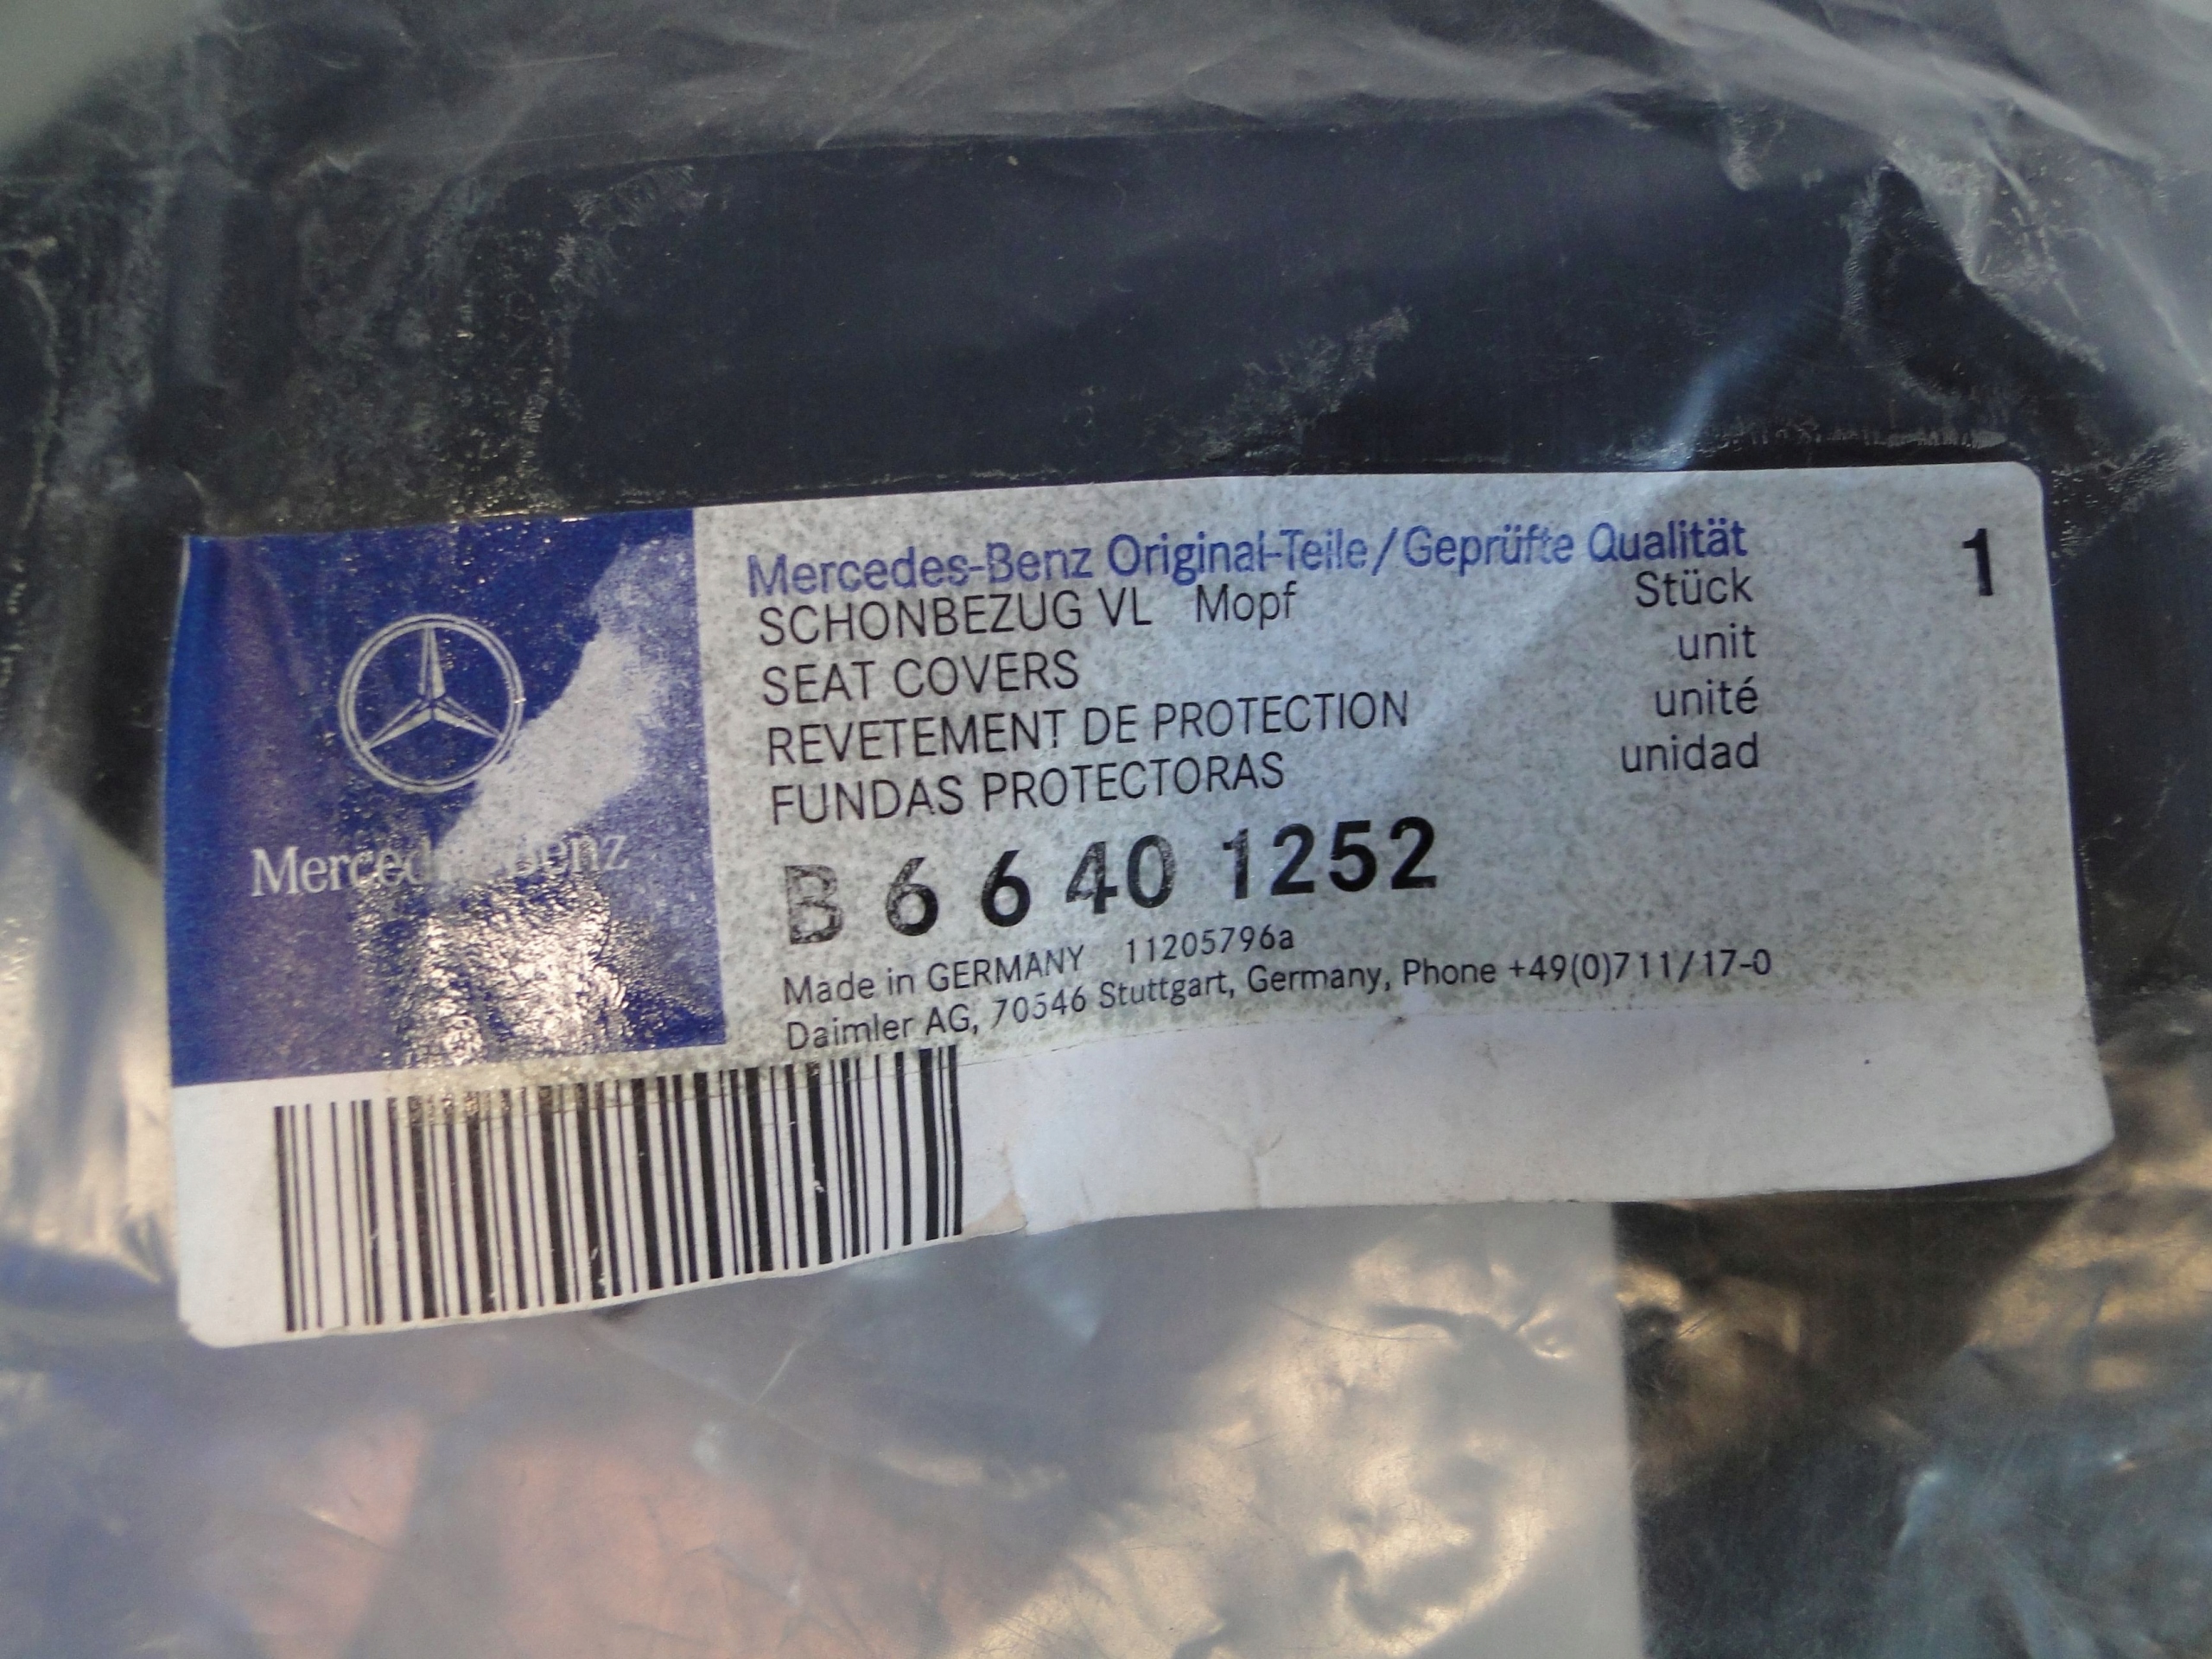 Mercedes-Benz
Mercedes-Benz Original-Teile/Geprüfte Qualität
SCHONBEZUG VL Mopf Stück 1
SEAT COVERS unit
REVETEMENT DE PROTECTION unité
FUNDAS PROTECTORAS unidad
B 6 6 40 1252
Made in GERMANY 11205796a
Daimler AG, 70546 Stuttgart, Germany, Phone +49(0)711/17-0